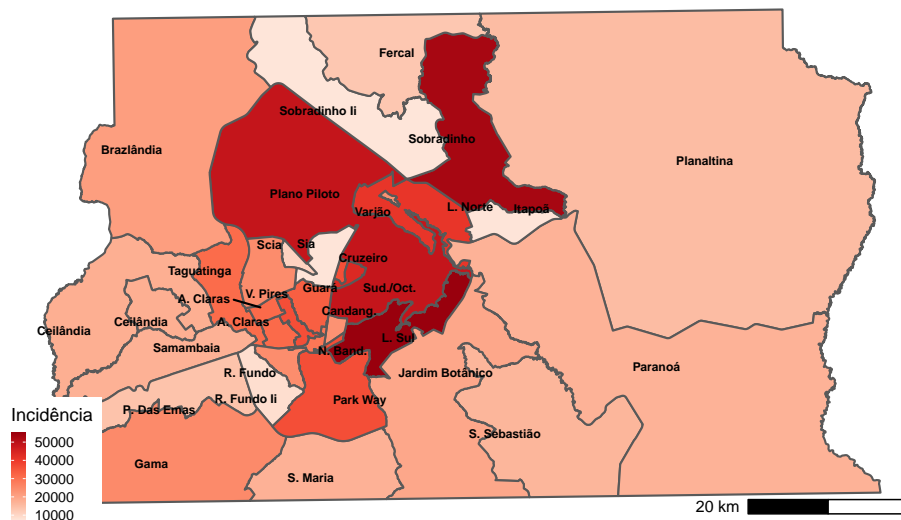 Fercal
Sobradinho Ii
Sobradinho
Brazlândia
Planaltina
Plano Piloto
L. Norte
Itapoã
Varjão
Scia
Sia
Cruzeiro
Taguatinga
V. Pires
Guará
Sud./Oct.
A. Claras
Candang.
Ceilândia
Ceilândia
A. Claras
L. Sul
Samambaia
N. Band.
R. Fundo
Jardim Botânico
Paranoá
R. Fundo Ii
Park Way
P. Das Emas
S. Sebastião
Gama
S. Maria
Incidência
50000
40000
30000
20000
10000
20 km